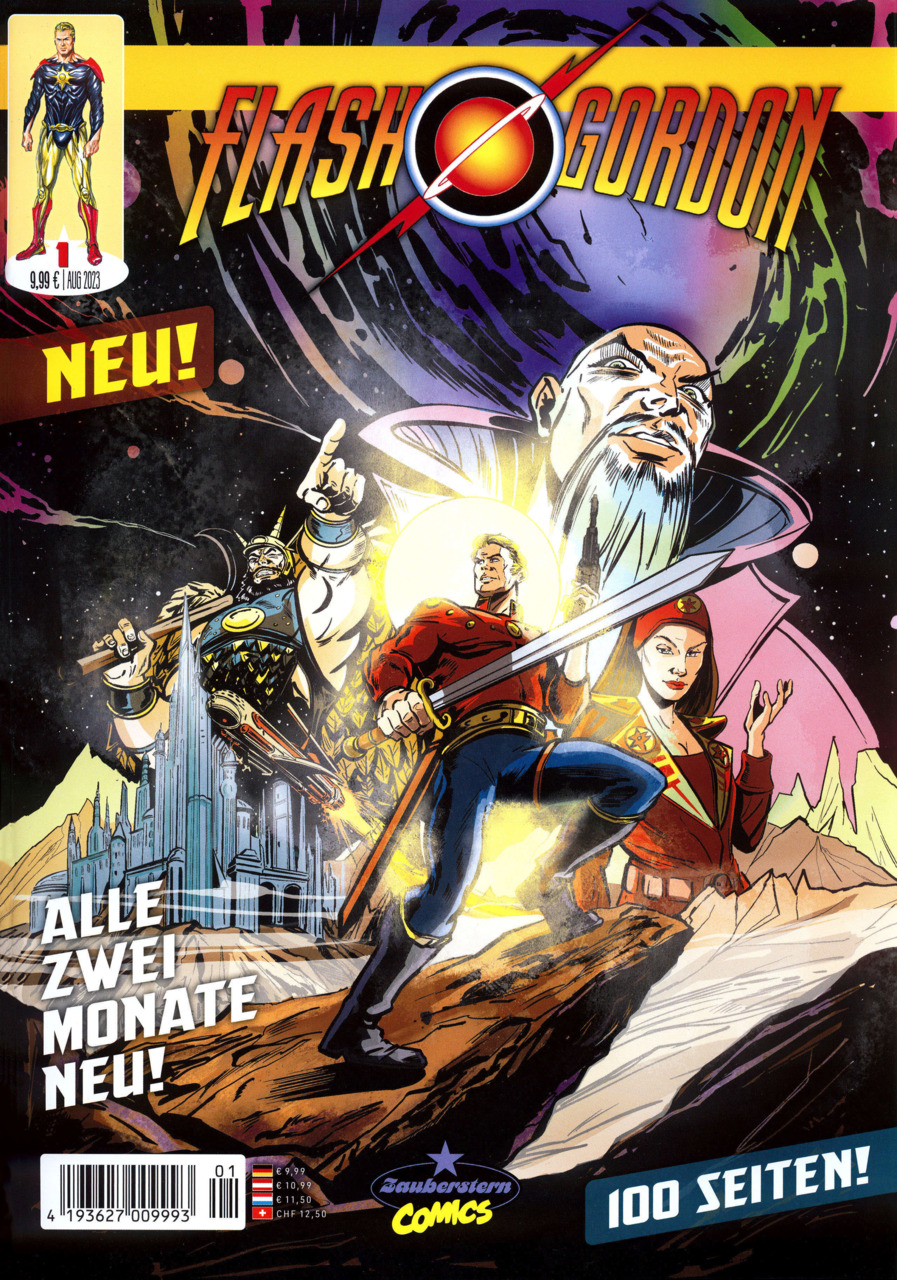 FLASH GORDON
1
9,99 € | AUG 2023
NEU!
ALLE
ZWEI
MONATE
NEU!
01
4 193627 009993
€ 9,99
€ 10,99
€ 11,50
CHF 12,50
Zauberstern
COMICS
100 SEITEN!